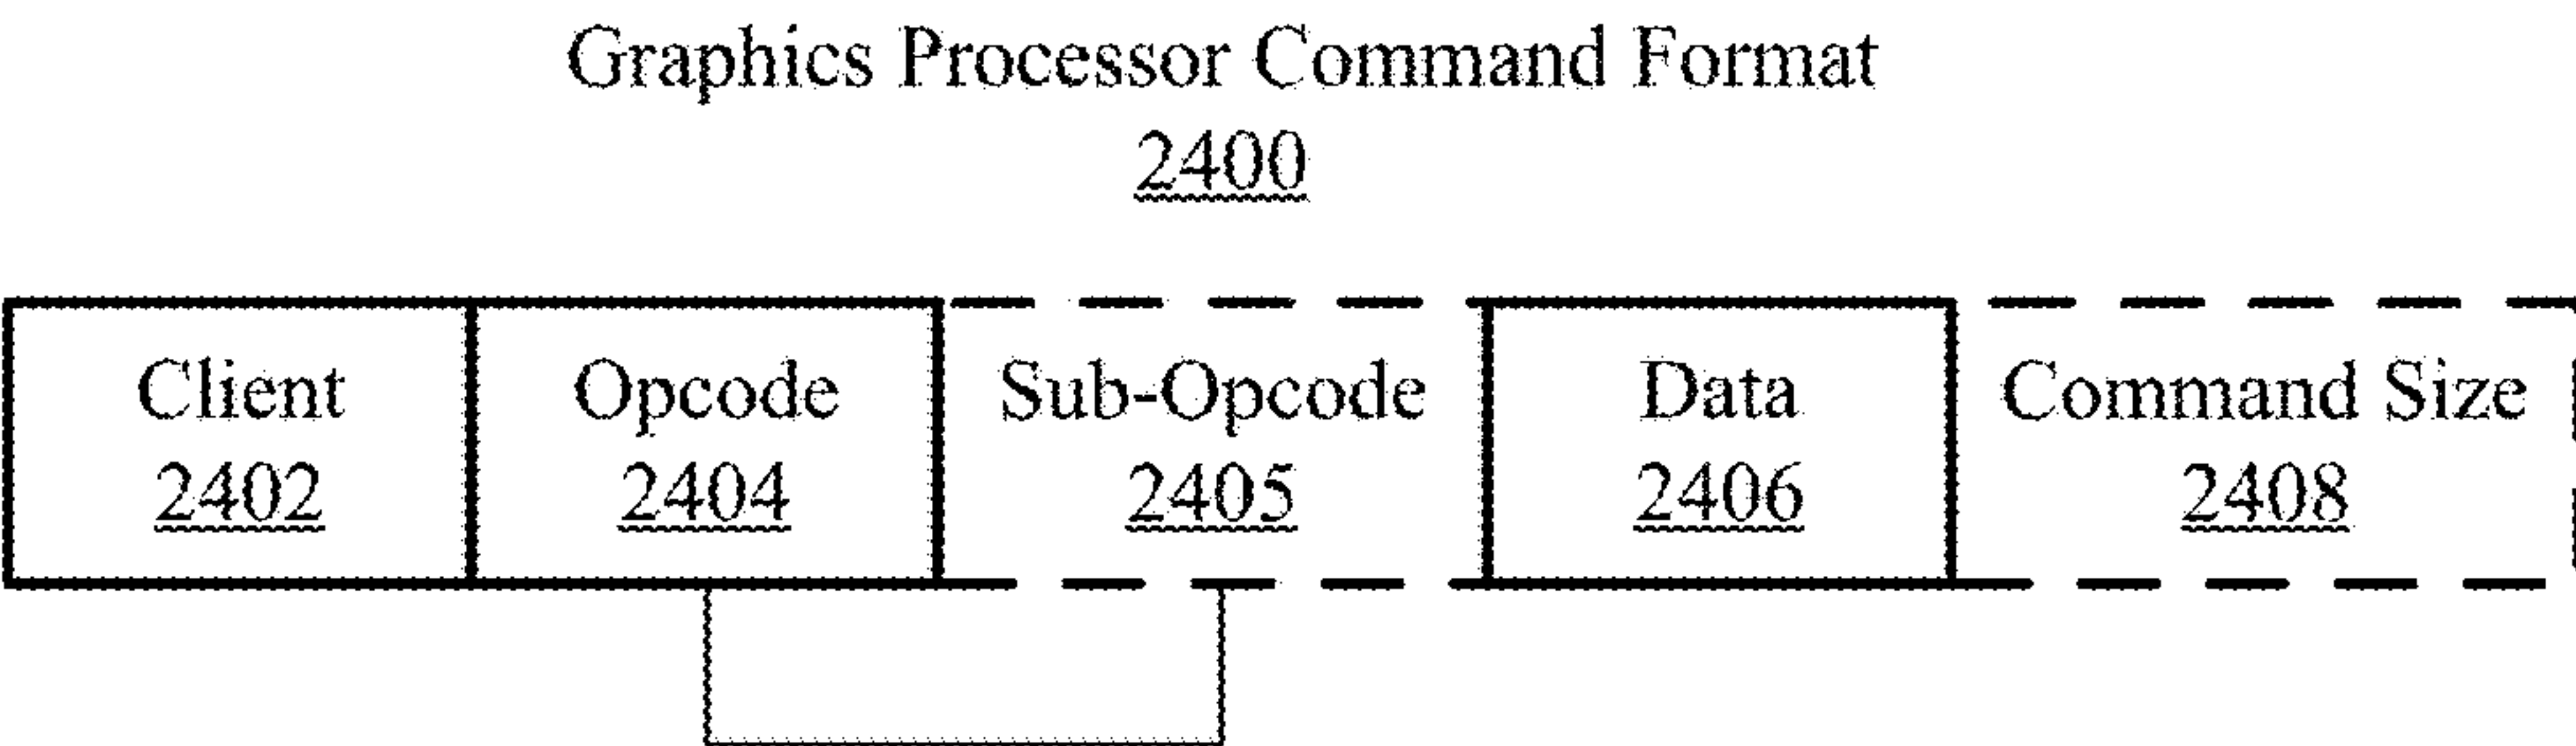 Graphics Processor Command Format
2400
Client Opcode Sub-Opcode Data Command Size
2402 2404 2405 2406 2408